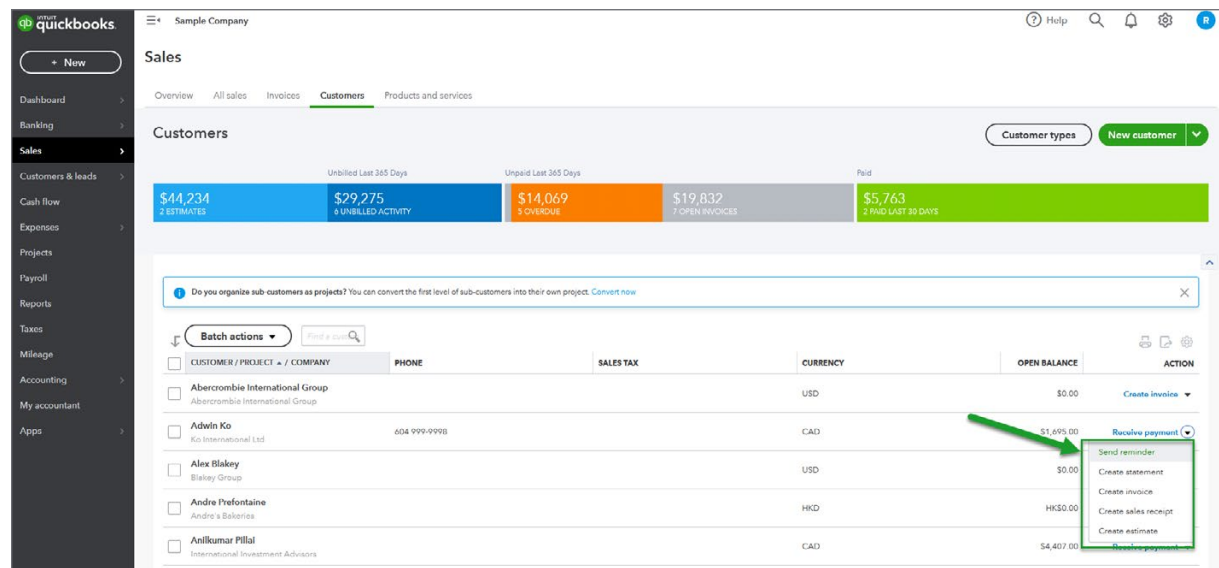 INTUIT
quickbooks.
Sample Company
Help
R
+ New
Sales
Overview All sales Invoices Customers Products and services
Dashboard
Banking
Sales
Customers & leads
Cash flow
Expenses
Projects
Payroll
Reports
Taxes
Mileage
Accounting
My accountant
Apps
Customers
Customer types
New customer
Unbilled Last 365 Days Unpaid Last 365 Days Paid
$44,234 $29,275 $14,069 $19,832 $5,763
2 ESTIMATES 6 UNBILLED ACTIVITY 5 OVERDUE 7 OPEN INVOICES 2 PAID LAST 30 DAYS
Do you organize sub-customers as projects? You can convert the first level of sub-customers into their own project. Convert now
Batch actions Find a cus
CUSTOMER / PROJECT / COMPANY PHONE SALES TAX CURRENCY OPEN BALANCE ACTION
Abercrombie International Group
Abercrombie International Group USD $0.00 Create invoice
Adwin Ko
Ko International Ltd 604 999-9998 CAD $1,695.00 Receive payment
Alex Blakey
Blakey Group USD $0.00
Andre Prefontaine
Andre's Bakeries HKD HK$0.00
Anilkumar Pillai
International Investment Advisors CAD $4,407.00 Receive payment
Send reminder
Create statement
Create invoice
Create sales receipt
Create estimate